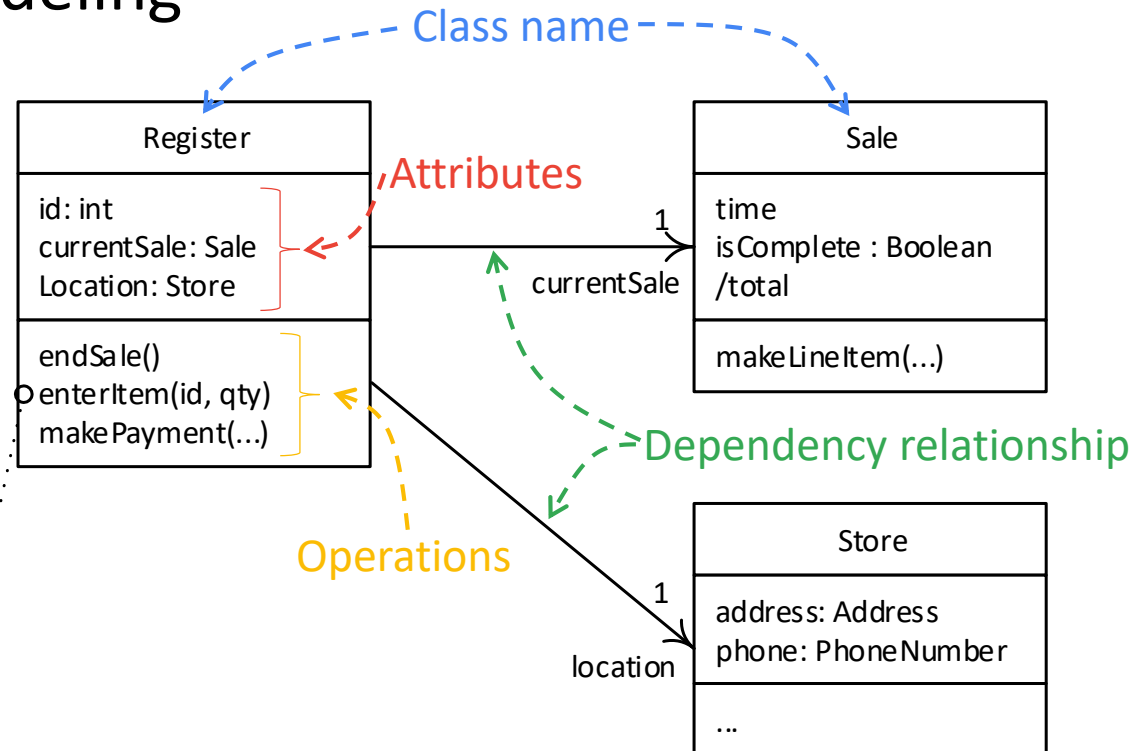 Class name
Register
id: int
currentSale: Sale
Location: Store
endSale()
enterItem(id, qty)
makePayment(...)
Attributes
Operations
1
currentSale
Sale
time
isComplete : Boolean
/total
makeLineItem(...)
Dependency relationship
1
location
Store
address: Address
phone: PhoneNumber
...